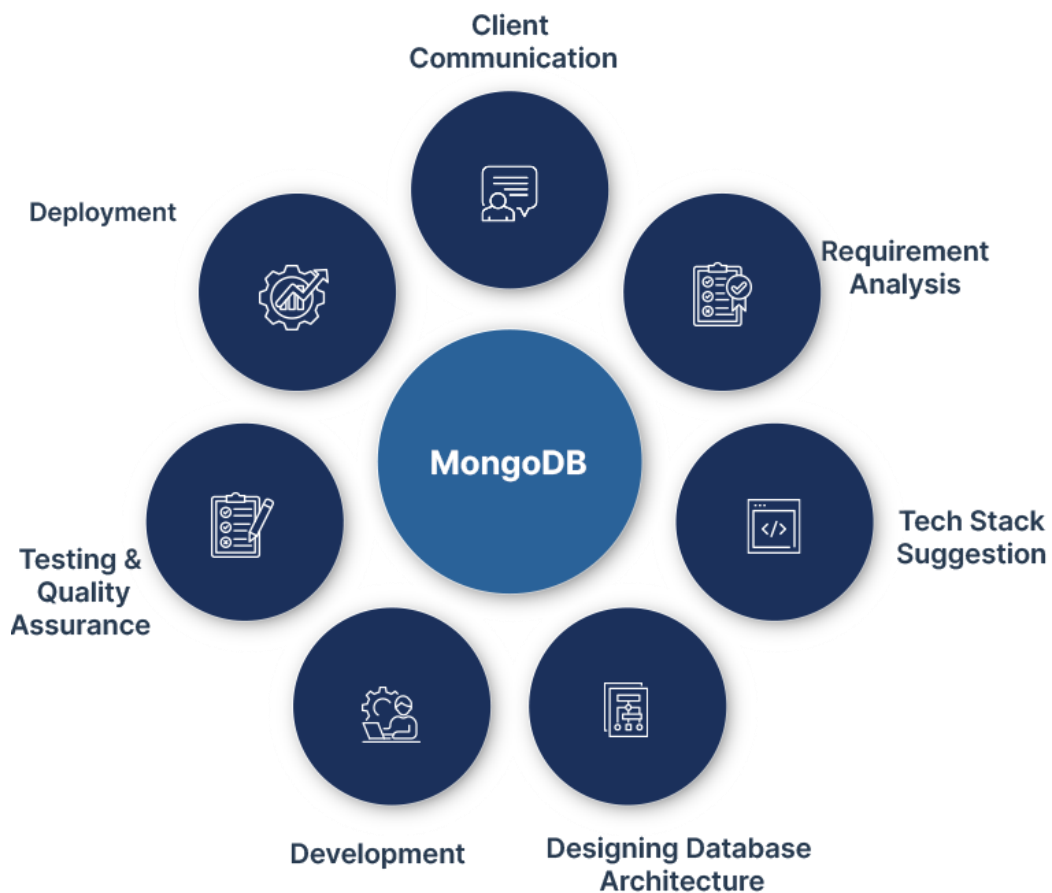 Client
Communication
Deployment
Requirement
Analysis
MongoDB
</>
Tech Stack
Suggestion
Testing &
Quality
Assurance
Development
Designing Database
Architecture